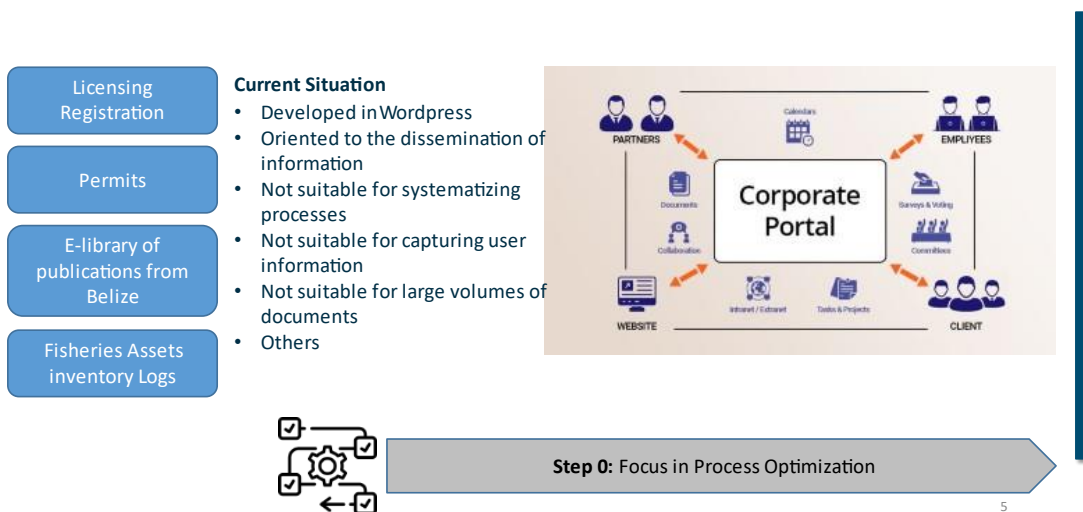 Licensing
Registration
Permits
E-library of
publications from
Belize
Fisheries Assets
inventory Logs
Current Situation
• Developed in Wordpress
• Oriented to the dissemination of
information
• Not suitable for systematizing
processes
• Not suitable for capturing user
information
• Not suitable for large volumes of
documents
• Others
PARTNERS
Calendars
EMPLIYEES
Documents
Collaboration
Corporate
Portal
Surveys & Voting
Committees
WEBSITE
Intranet / Extranet
Tasks & Projects
CLIENT
Step 0: Focus in Process Optimization
5